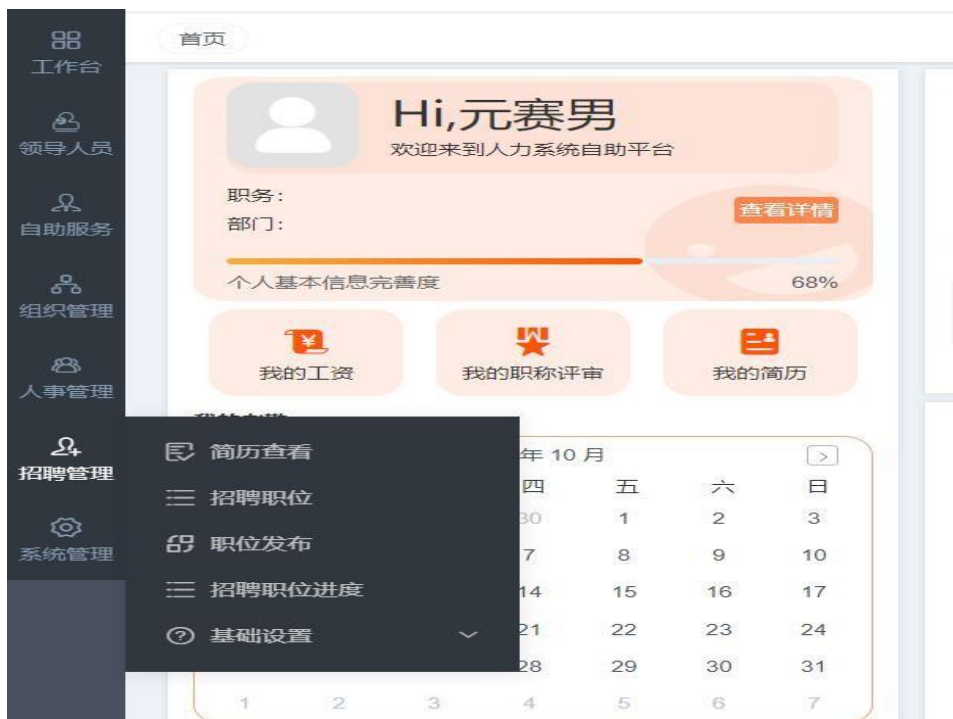 首页
工作台
领导人员
自助服务
组织管理
人事管理
招聘管理
系统管理
Hi,元赛男
欢迎来到人力系统自助平台
职务：
部门：
查看详情
个人基本信息完善度 68%
我的工资 我的职称评审 我的简历
简历查看
招聘职位
职位发布
招聘职位进度
基础设置
年 10 月 >
四 五 六 日
30 1 2 3
7 8 9 10
14 15 16 17
21 22 23 24
28 29 30 31
1 2 3 4 5 6 7